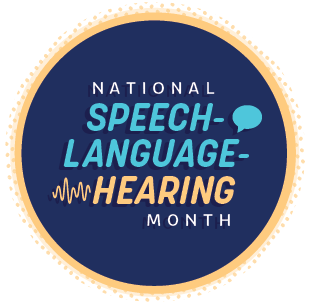 NATIONAL
SPEECH-
LANGUAGE-
HEARING
MONTH